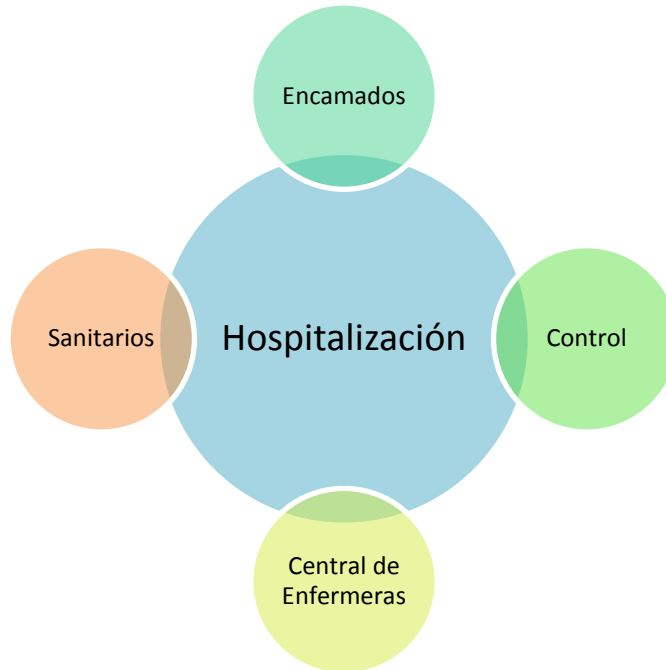 Encamados
Sanitarios
Hospitalización
Control
Central de
Enfermeras